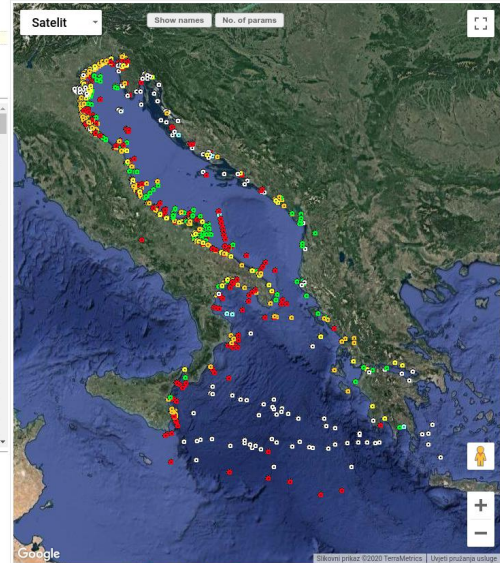 Satelit
Show names
No. of params
Google
Slikovni prikaz ©2020 TerraMetrics
Uvjeti pružanja usluge